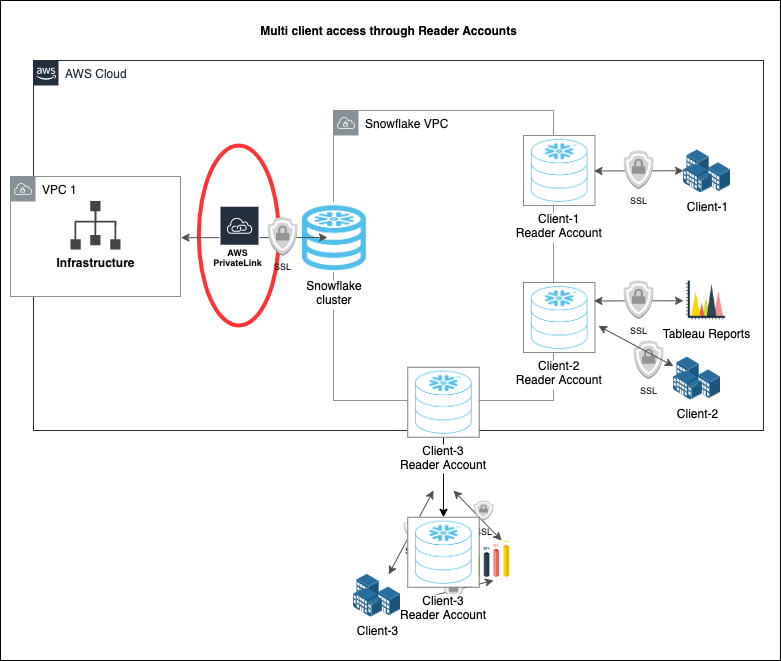 Multi client access through Reader Accounts
aws
AWS Cloud
Snowflake VPC
VPC 1
Infrastructure
AWS
PrivateLink
SSL
Snowflake
cluster
Client-1
Reader Account
SSL
Client-1
Client-2
Reader Account
SSL
Tableau Reports
SSL
Client-2
Client-3
Reader Account
SSL
Client-3
Reader Account
Client-3